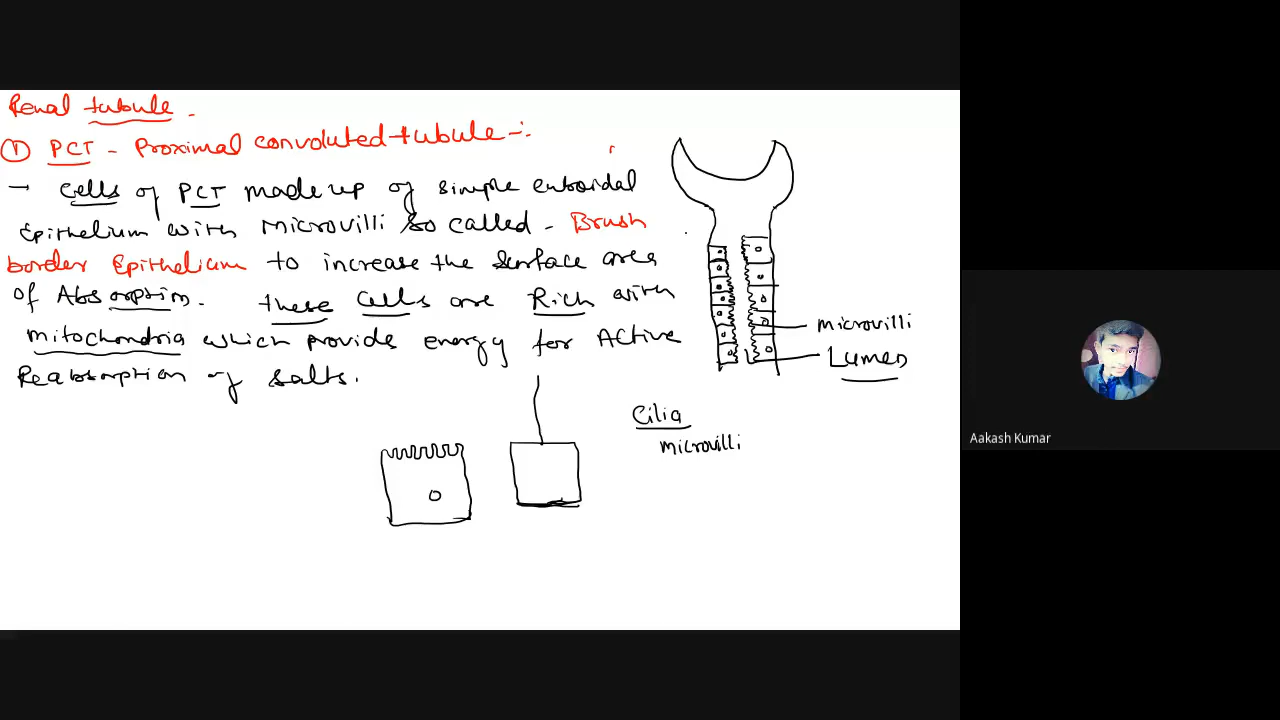 Renal tubule -
① PCT - Proximal convoluted tubule -:
→ Cells of PCT made up of simple cuboidal
Epithelium with Microvilli so called - Brush
border Epithelium to increase the surface area
of Absorption. These cells are Rich with
mitochondria which provides energy for Active
Reabsorption of salts.
microvilli
Lumen
Cilia
microvilli
Aakash Kumar